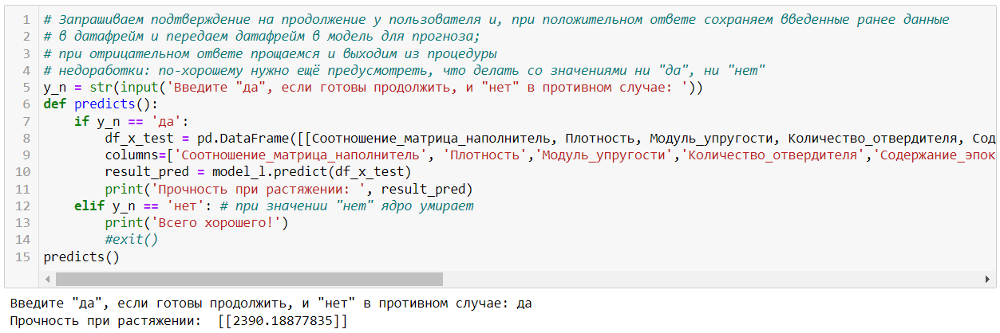 1 # Запрашиваем подтверждение на продолжение у пользователя и, при положительном ответе сохраняем введенные ранее данные
2 # в датафрейм и передаем датафрейм в модель для прогноза;
3 # при отрицательном ответе прощаемся и выходим из процедуры
4 # недоработки: по-хорошему нужно ещё предусмотреть, что делать со значениями ни "да", ни "нет"
5 y_n = str(input('Введите "да", если готовы продолжить, и "нет" в противном случае: '))
6 def predicts():
7     if y_n == 'да':
8         df_x_test = pd.DataFrame([[Соотношение_матрица_наполнитель, Плотность, Модуль_упругости, Количество_отвердителя, Сод
9         columns=['Соотношение_матрица_наполнитель', 'Плотность','Модуль_упругости','Количество_отвердителя','Содержание_эпок
10         result_pred = model_l.predict(df_x_test)
11         print('Прочность при растяжении: ', result_pred)
12     elif y_n == 'нет': # при значении "нет" ядро умирает
13         print('Всего хорошего!')
14         #exit()
15 predicts()
Введите "да", если готовы продолжить, и "нет" в противном случае: да
Прочность при растяжении:  [[2390.18877835]]